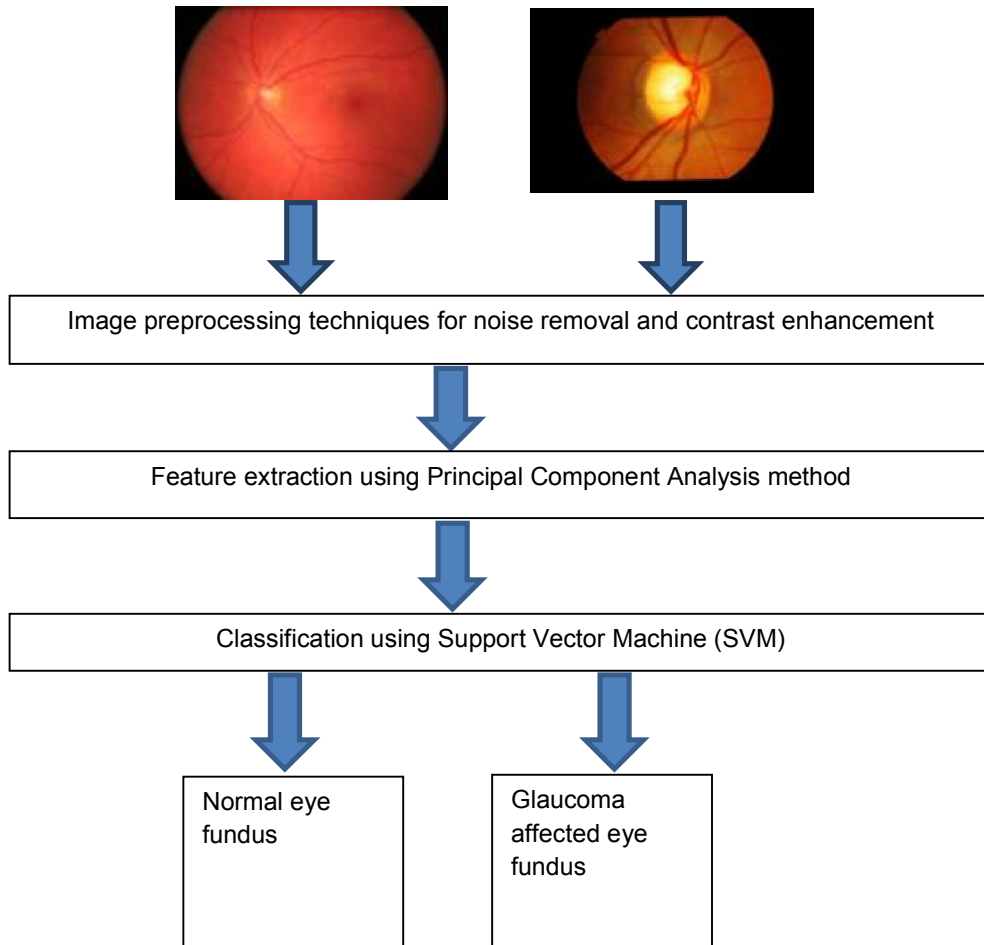 Image preprocessing techniques for noise removal and contrast enhancement
Feature extraction using Principal Component Analysis method
Classification using Support Vector Machine (SVM)
Normal eye
fundus
Glaucoma
affected eye
fundus